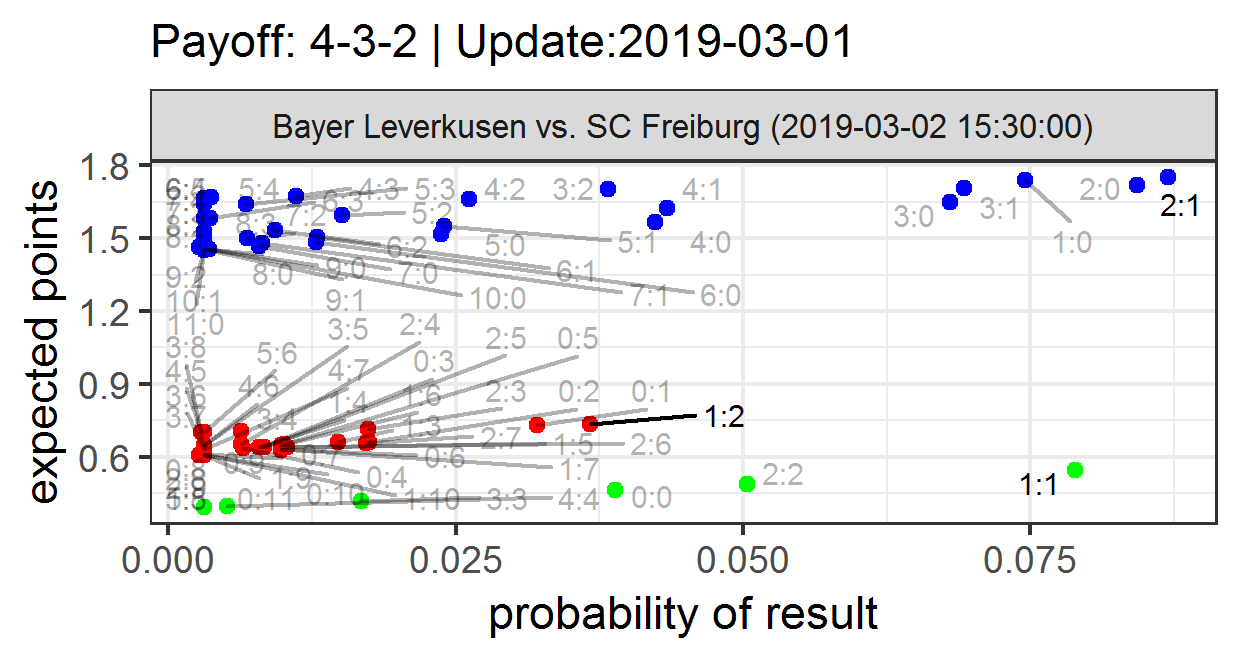 Payoff: 4-3-2 | Update:2019-03-01
Bayer Leverkusen vs. SC Freiburg (2019-03-02 15:30:00)
expected points
1.8
1.5
1.2
0.9
0.6
5:4 4:3 5:3 4:2 3:2 4:1 2:0
6:3
7:2 5:2 3:0 3:1 2:1
8:3
6:2 5:0 5:1 4:0 1:0
8:0 9:0 7:0 6:1
10:1 9:1 10:0 7:1 6:0
11:0
3:8 3:5 2:4 2:5 0:5
4:5 5:6 4:7 0:3
3:6 4:6 1:4 1:6 2:3 0:2 0:1
3:4 1:3 1:2
2:7 1:5 2:6
0:7 0:6 1:7
1:9 0:4 2:2
0:11 0:10 1:10 3:3 4:4 0:0 1:1
0.000 0.025 0.050 0.075
probability of result